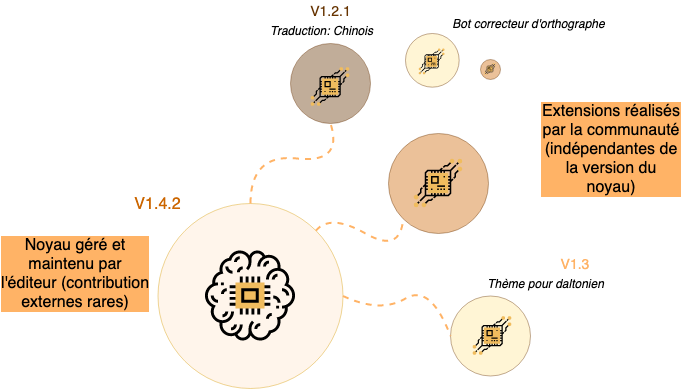 V1.2.1
Traduction: Chinois
Bot correcteur d'orthographe
Extensions réalisés
par la communauté
(indépendantes de
la version du
noyau)
V1.4.2
Noyau géré et
maintenu par
l'éditeur (contribution
externes rares)
V1.3
Thème pour daltonien